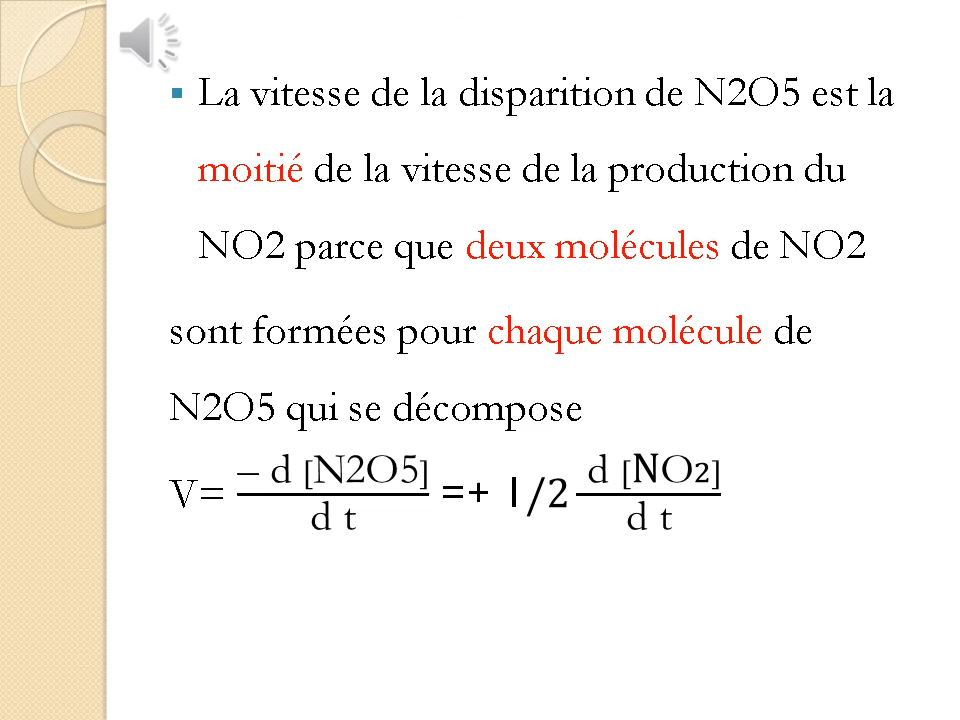 ▪ La vitesse de la disparition de N2O5 est la
moitié de la vitesse de la production du
NO2 parce que deux molécules de NO2
sont formées pour chaque molécule de
N2O5 qui se décompose
V= – d [N2O5] / d t =+ 1/2 d [NO2] / d t